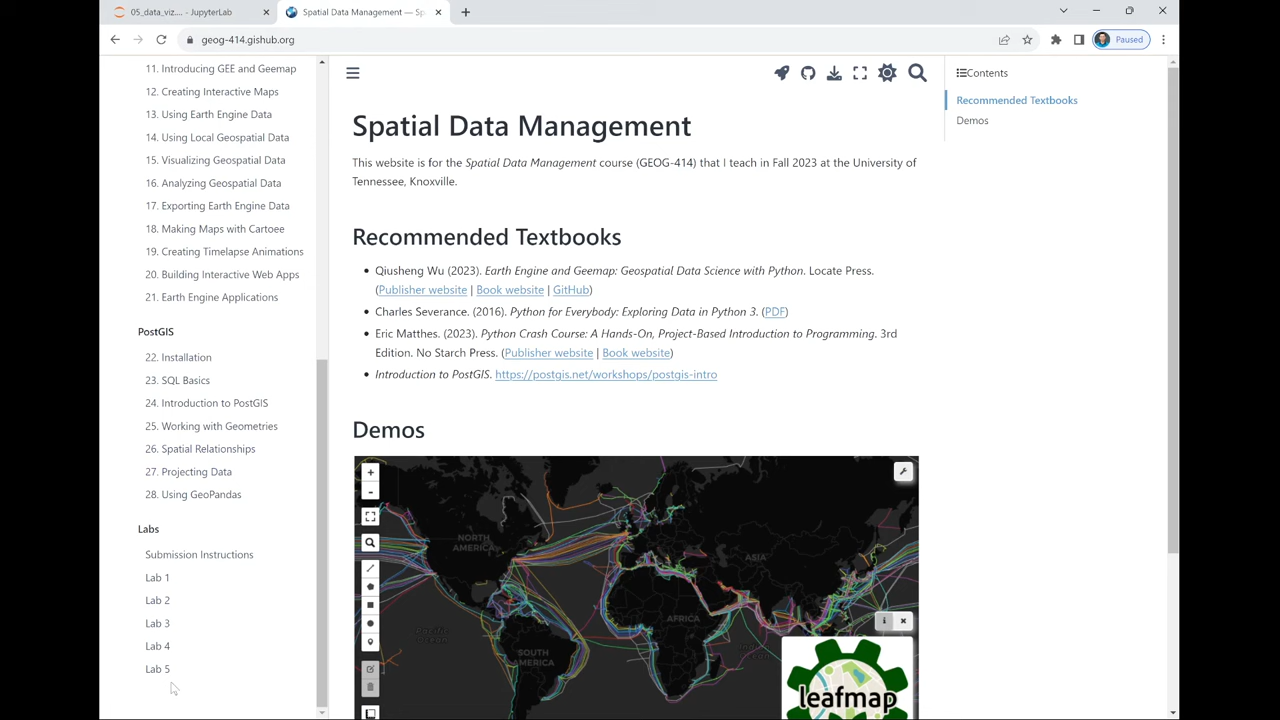 05_data_viz.... - JupyterLab
Spatial Data Management — Sp
geog-414.gishub.org
Paused
11. Introducing GEE and Geemap
12. Creating Interactive Maps
13. Using Earth Engine Data
14. Using Local Geospatial Data
15. Visualizing Geospatial Data
16. Analyzing Geospatial Data
17. Exporting Earth Engine Data
18. Making Maps with Cartoee
19. Creating Timelapse Animations
20. Building Interactive Web Apps
21. Earth Engine Applications
PostGIS
22. Installation
23. SQL Basics
24. Introduction to PostGIS
25. Working with Geometries
26. Spatial Relationships
27. Projecting Data
28. Using GeoPandas
Labs
Submission Instructions
Lab 1
Lab 2
Lab 3
Lab 4
Lab 5
Spatial Data Management
This website is for the Spatial Data Management course (GEOG-414) that I teach in Fall 2023 at the University of
Tennessee, Knoxville.
Recommended Textbooks
• Qiusheng Wu (2023). Earth Engine and Geemap: Geospatial Data Science with Python. Locate Press.
(Publisher website | Book website | GitHub)
• Charles Severance. (2016). Python for Everybody: Exploring Data in Python 3. (PDF)
• Eric Matthes. (2023). Python Crash Course: A Hands-On, Project-Based Introduction to Programming. 3rd
Edition. No Starch Press. (Publisher website | Book website)
• Introduction to PostGIS. https://postgis.net/workshops/postgis-intro
Demos
+
-
NORTH
AMERICA
ASIA
AFRICA
Pacific
Ocean
SOUTH
AMERICA
leafmap
Contents
Recommended Textbooks
Demos